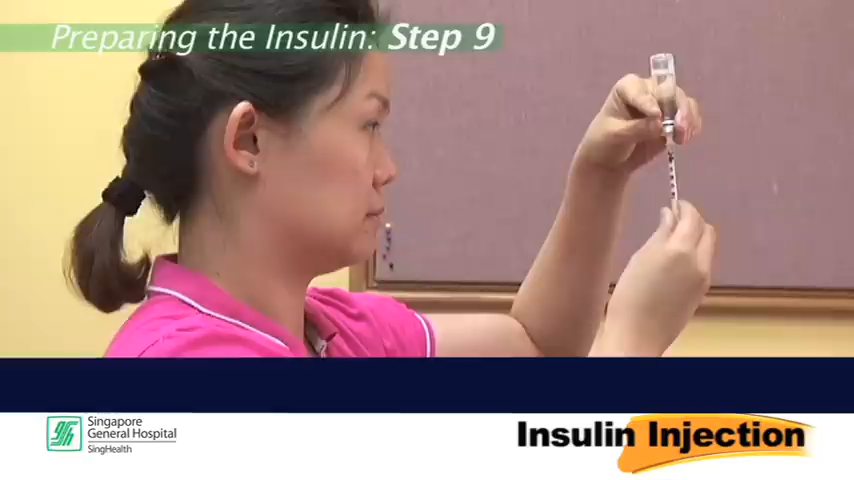 Preparing the Insulin: Step 9
Singapore
General Hospital
SingHealth
Insulin Injection